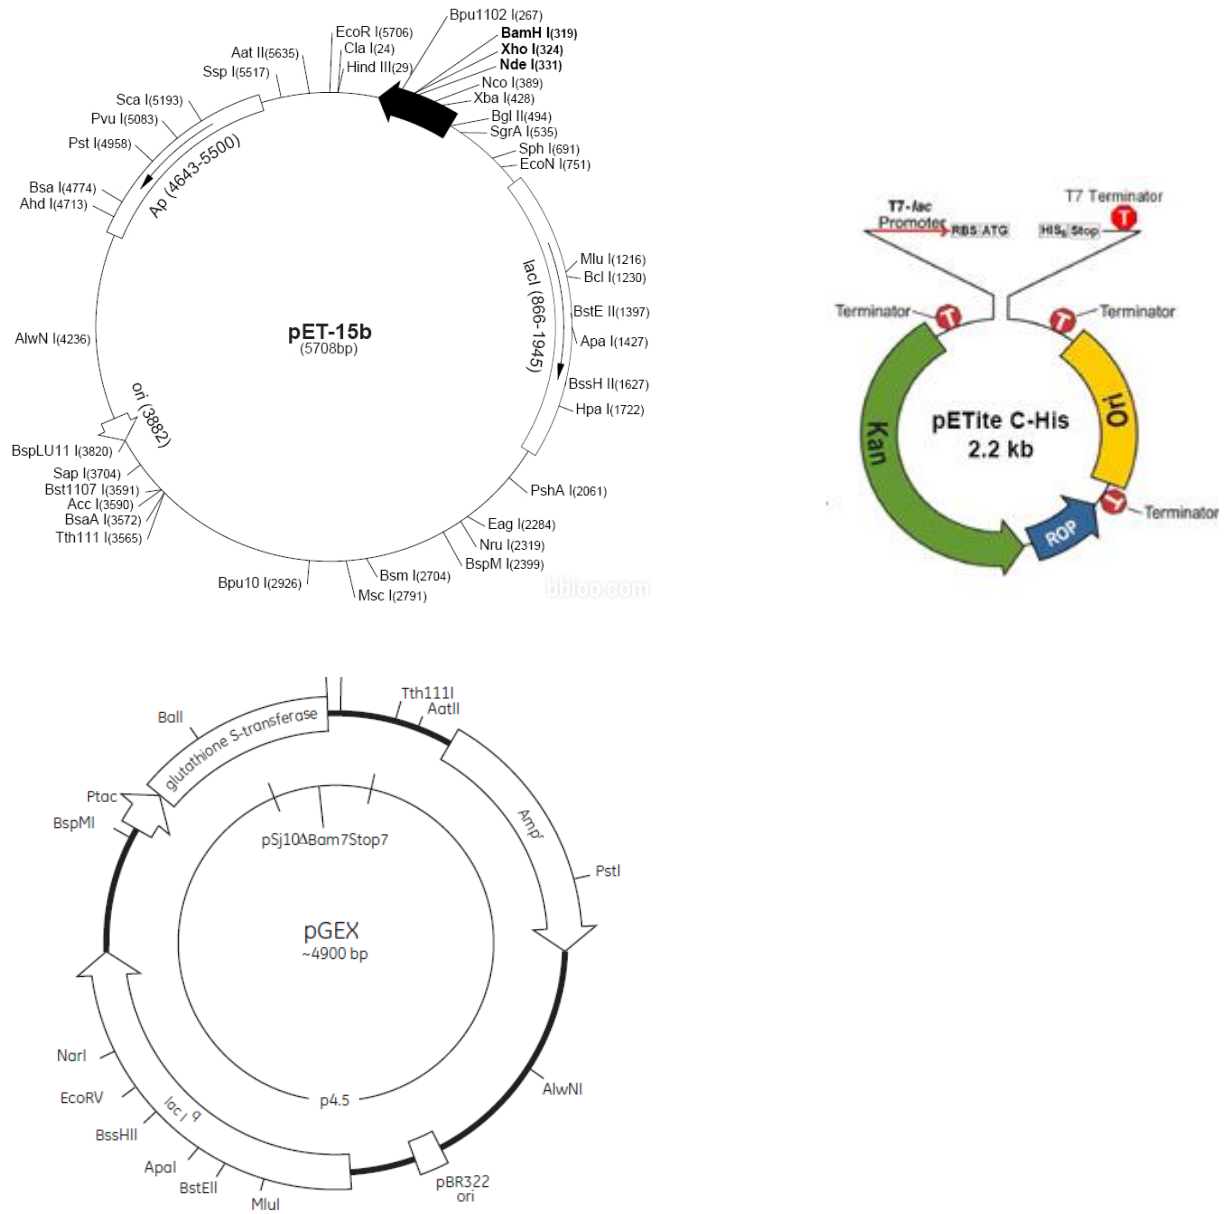 Bpu1102 I(267)
EcoR I(5706)
BamH I(319)
Aat II(5635)
Cla I(24)
Xho I(324)
Ssp I(5517)
Hind III(29)
Nde I(331)
Nco I(389)
Sca I(5193)
Xba I(428)
Pvu I(5083)
Bgl II(494)
SgrA I(535)
Pst I(4958)
Sph I(691)
EcoN I(751)
Bsa I(4774)
Ahd I(4713)
Ap (4643-5500)
Mlu I(1216)
Bcl I(1230)
lacI (866-1945)
BstE II(1397)
AlwN I(4236)
pET-15b
(5708bp)
Apa I(1427)
BssH II(1627)
ori (3882)
Hpa I(1722)
BspLU11 I(3820)
Sap I(3704)
Bst1107 I(3591)
Acc I(3590)
BsaA I(3572)
Tth111 I(3565)
PshA I(2061)
Eag I(2284)
Nru I(2319)
BspM I(2399)
Bsm I(2704)
Bpu10 I(2926)
Msc I(2791)
bbioo.com
T7-lac
Promoter
RBS ATG
T7 Terminator
T
HIS6 Stop
Terminator
T
T
Terminator
Kan
pETite C-His
2.2 kb
Ori
ROP
T
Terminator
Tth111I
AatII
BalI
glutathione S-transferase
Ptac
BspMI
pSj10ΔBam7Stop7
Ampr
PstI
pGEX
~4900 bp
NarI
EcoRV
BssHII
lac I q
p4.5
AlwNI
ApaI
BstEII
MluI
pBR322
ori